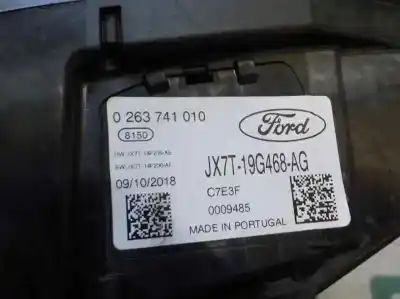 0 263 741 010
8150
Ford
JX7T-19G468-AG
09/10/2018
C7E3F
0009485
MADE IN PORTUGAL